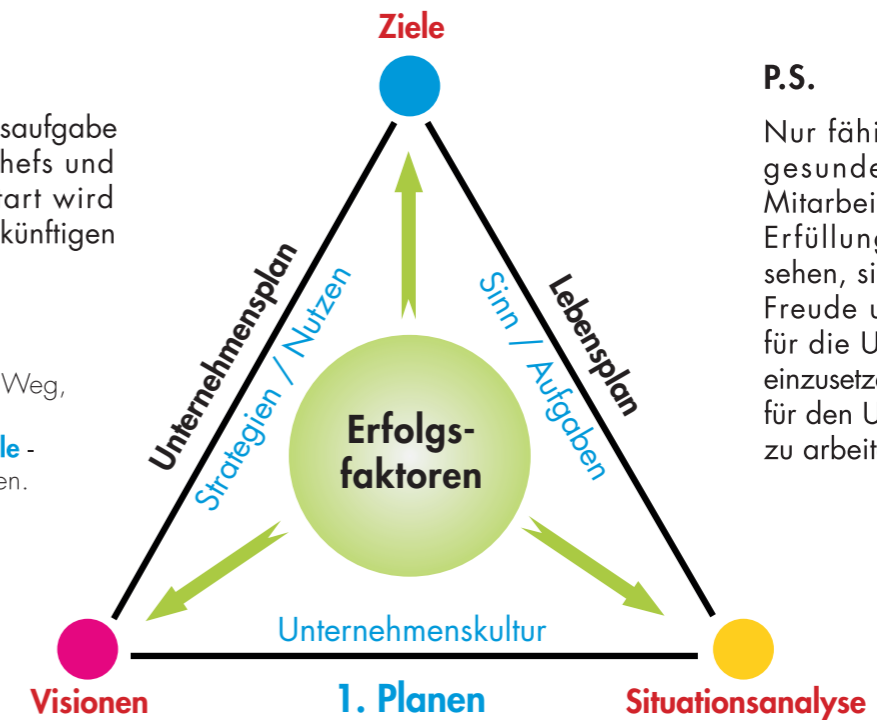 Ziele
saufgabe
hefs und
rart wird
künftigen
Weg,
le -
en.
P.S.
Nur fähi
gesunde
Mitarbei
Erfüllung
sehen, si
Freude u
für die U
einzusetz
für den U
zu arbeit
Unternehmensplan
Strategien / Nutzen
Lebensplan
Sinn / Aufgaben
Erfolgs-
faktoren
Unternehmenskultur
Visionen
1. Planen
Situationsanalyse